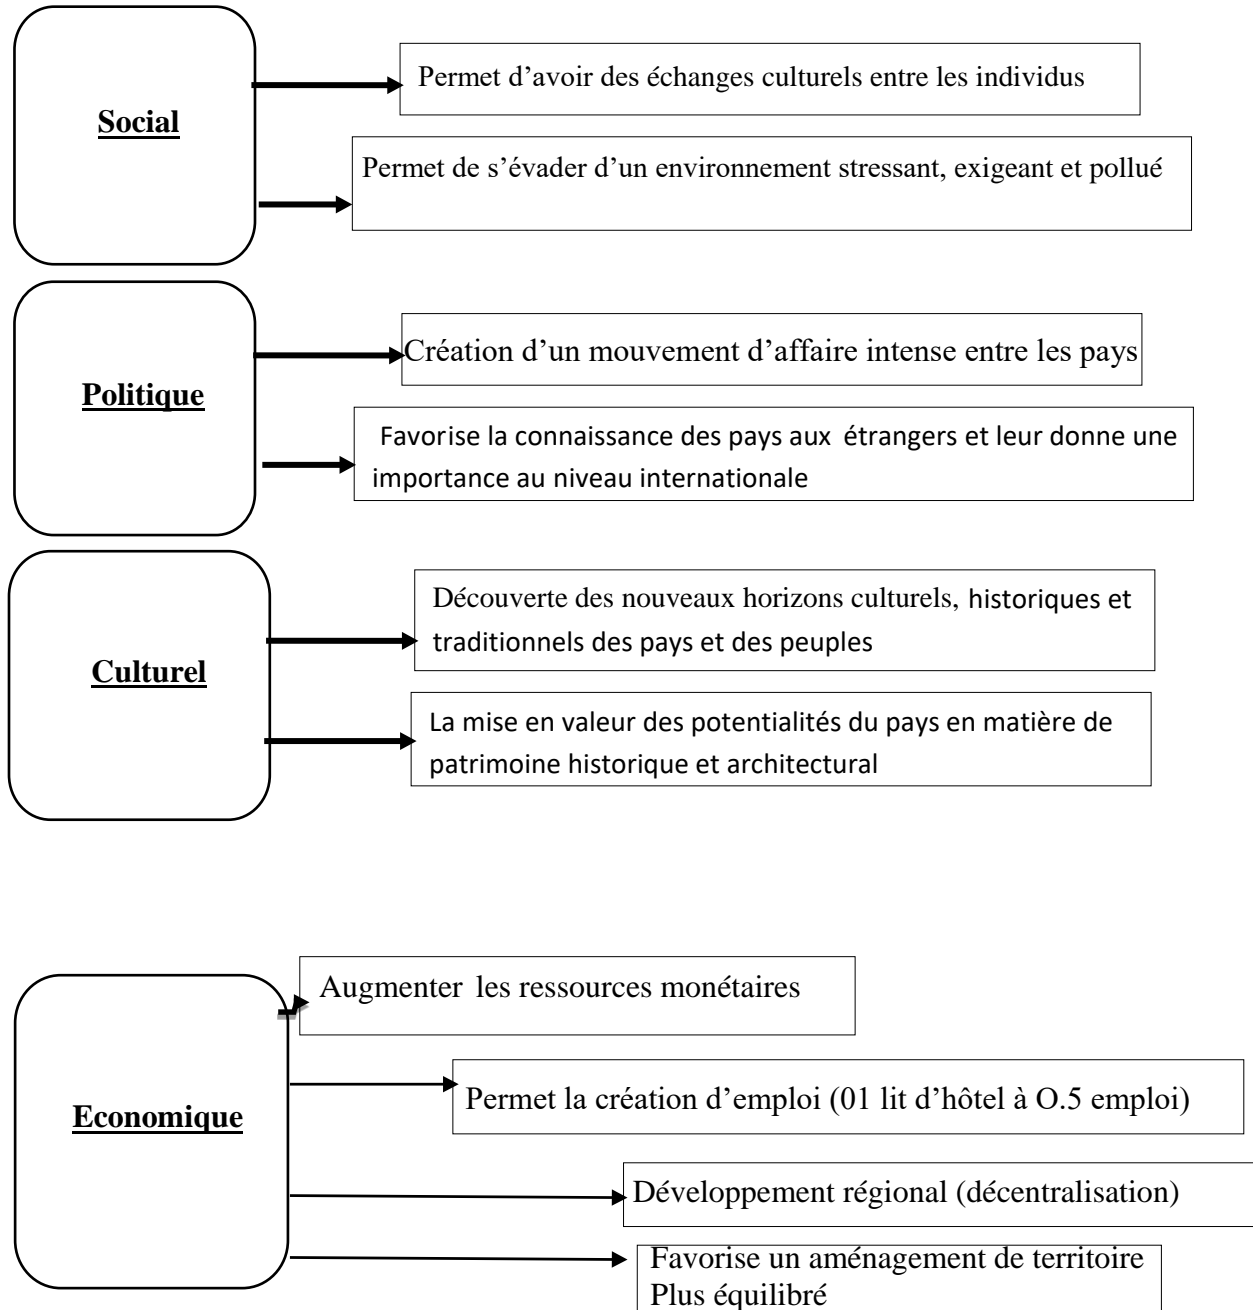 Social
Permet d’avoir des échanges culturels entre les individus
Permet de s’évader d’un environnement stressant, exigeant et pollué
Politique
Création d’un mouvement d’affaire intense entre les pays
Favorise la connaissance des pays aux étrangers et leur donne une
importance au niveau internationale
Culturel
Découverte des nouveaux horizons culturels, historiques et
traditionnels des pays et des peuples
La mise en valeur des potentialités du pays en matière de
patrimoine historique et architectural
Economique
Augmenter les ressources monétaires
Permet la création d’emploi (01 lit d’hôtel à O.5 emploi)
Développement régional (décentralisation)
Favorise un aménagement de territoire
Plus équilibré